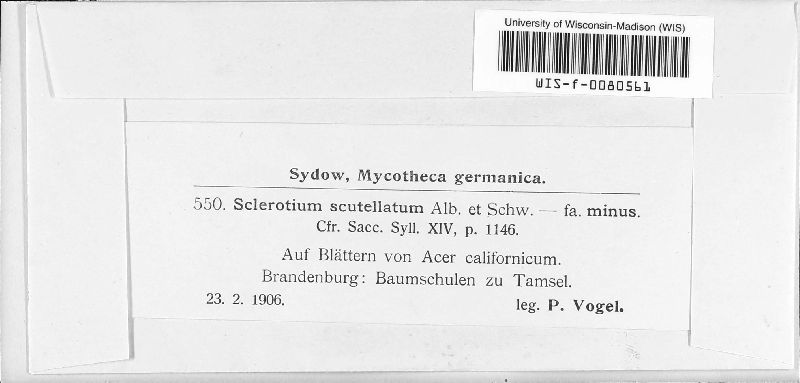 University of Wisconsin-Madison (WIS)
WIS-f-0080561
Sydow, Mycotheca germanica.
550. Sclerotium scutellatum Alb. et Schw. — fa. minus.
Cfr. Sacc. Syll. XIV, p. 1146.
Auf Blättern von Acer californicum.
Brandenburg: Baumschulen zu Tamsel.
23. 2. 1906. leg. P. Vogel.